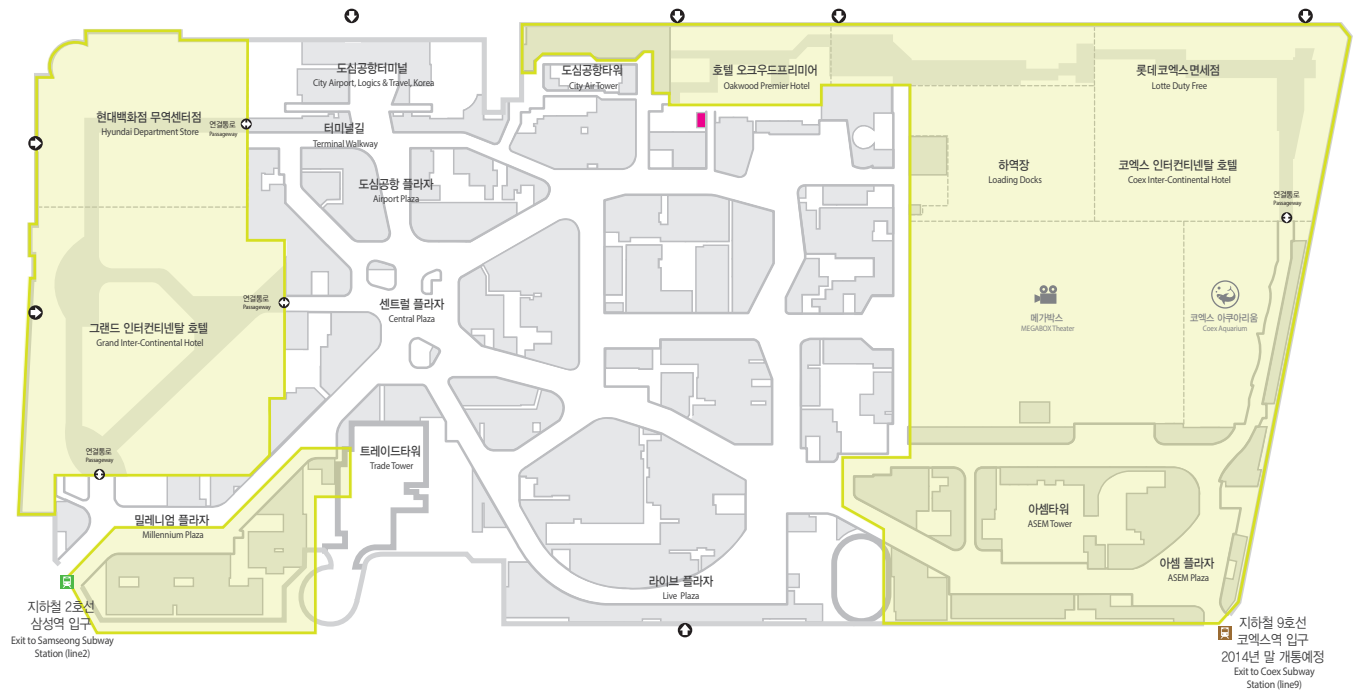 도심공항터미널
City Airport, Logics & Travel, Korea
도심공항타워
City Air Tower
호텔 오크우드프리미어
Oakwood Premier Hotel
롯데코엑스면세점
Lotte Duty Free
현대백화점 무역센터점
Hyundai Department Store
연결통로
Passageway
터미널길
Terminal Walkway
도심공항 플라자
Airport Plaza
하역장
Loading Docks
코엑스 인터컨티넨탈 호텔
Coex Inter-Continental Hotel
연결통로
Passageway
연결통로
Passageway
센트럴 플라자
Central Plaza
그랜드 인터컨티넨탈 호텔
Grand Inter-Continental Hotel
메가박스
MEGABOX Theater
코엑스 아쿠아리움
Coex Aquarium
연결통로
Passageway
트레이드타워
Trade Tower
밀레니엄 플라자
Millennium Plaza
아셈타워
ASEM Tower
아셈 플라자
ASEM Plaza
라이브 플라자
Live Plaza
지하철 2호선
삼성역 입구
Exit to Samseong Subway
Station (line2)
지하철 9호선
코엑스역 입구
2014년 말 개통예정
Exit to Coex Subway
Station (line9)